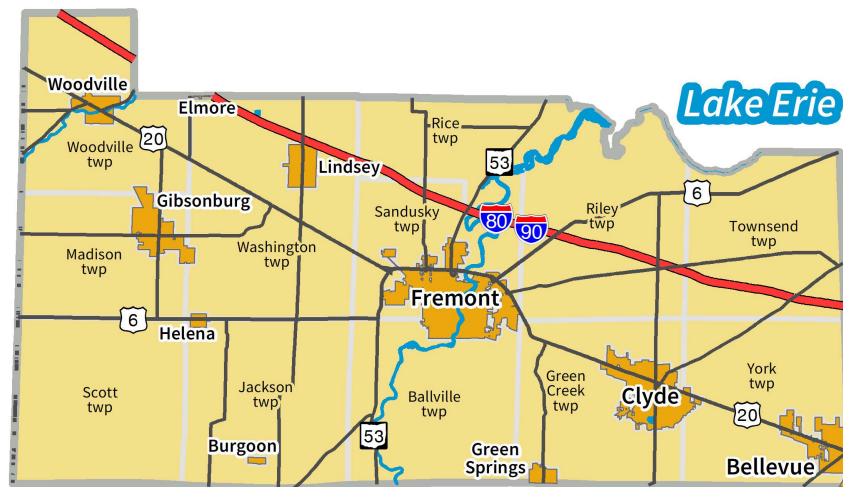 Woodville
Elmore
Lake Erie
Rice
twp
20
Woodville
twp
53
Lindsey
Gibsonburg
6
80
90
Sandusky
twp
Riley
twp
Townsend
twp
Madison
twp
Washington
twp
Fremont
6
Helena
Scott
twp
Jackson
twp
Ballville
twp
Green
Creek
twp
York
twp
Clyde
20
53
Burgoon
Green
Springs
Bellevue